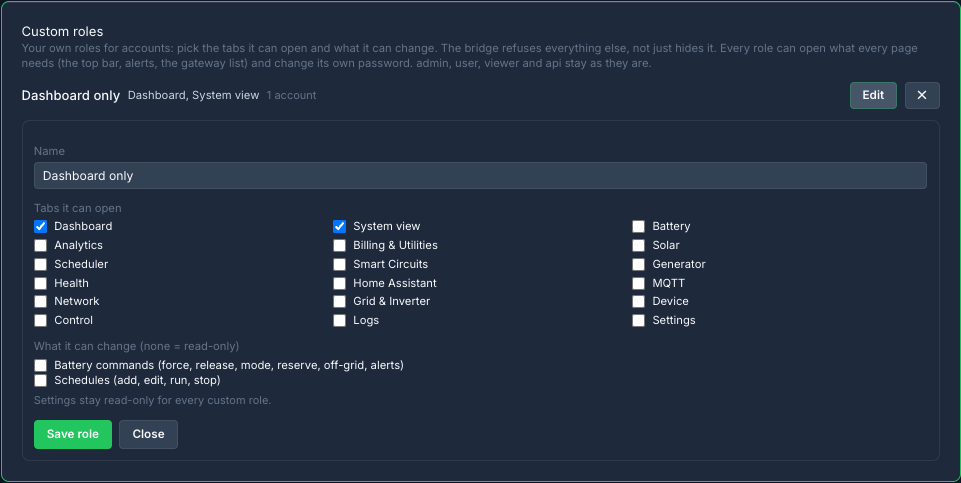 Custom roles
Your own roles for accounts: pick the tabs it can open and what it can change. The bridge refuses everything else, not just hides it. Every role can open what every page
needs (the top bar, alerts, the gateway list) and change its own password. admin, user, viewer and api stay as they are.
Dashboard only Dashboard, System view 1 account Edit ✕
Name
Dashboard only
Tabs it can open
Dashboard System view Battery
Analytics Billing & Utilities Solar
Scheduler Smart Circuits Generator
Health Home Assistant MQTT
Network Grid & Inverter Device
Control Logs Settings
What it can change (none = read-only)
Battery commands (force, release, mode, reserve, off-grid, alerts)
Schedules (add, edit, run, stop)
Settings stay read-only for every custom role.
Save role Close